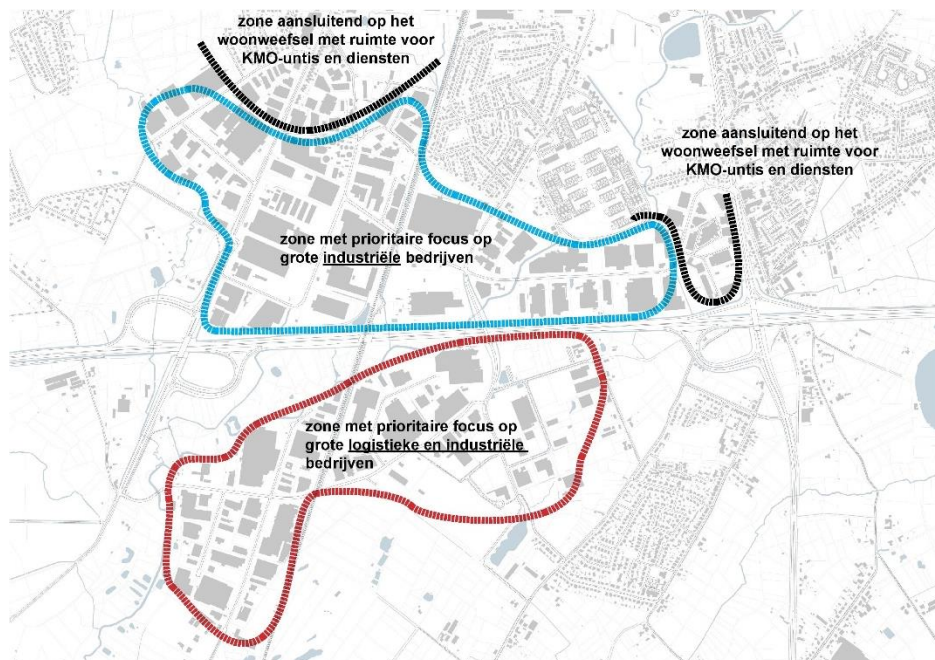 zone aansluitend op het
woonweefsel met ruimte voor
KMO-untis en diensten
zone aansluitend op het
woonweefsel met ruimte voor
KMO-untis en diensten
zone met prioritaire focus op
grote industriële bedrijven
zone met prioritaire focus op
grote logistieke en industriële
bedrijven